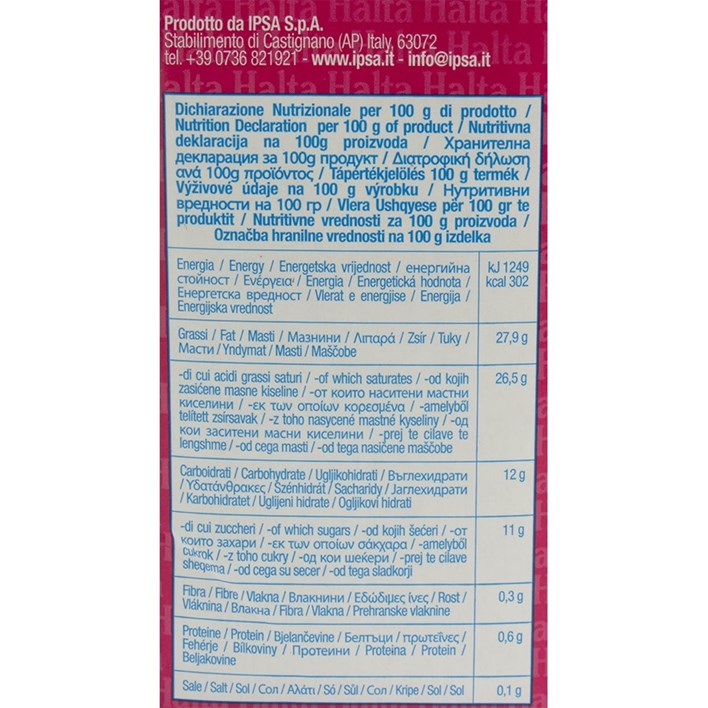 Prodotto da IPSA S.p.A.
Stabilimento di Castignano (AP) Italy, 63072
tel. +39 0736 821921 - www.ipsa.it - info@ipsa.it
Dichiarazione Nutrizionale per 100 g di prodotto /
Nutrition Declaration per 100 g of product / Nutritivna
deklaracija na 100g proizvoda / Хранителна
декларация за 100g продукт / Διατροφική δήλωση
ανά 100g προϊόντος / Tápértékjelölés 100 g termék /
Výživové údaje na 100 g výrobku / Нутритивни
вредности на 100 гр / Vlera Ushqyese për 100 gr te
produktit / Nutritivne vrednosti za 100 g proizvoda /
Označba hranilne vrednosti na 100 g izdelka
Energia / Energy / Energetska vrijednost / енергийна
стойност / Ενέργεια / Energia / Energetická hodnota /
Енергетска вредност / Vlerat e energjise / Energija /
Energijska vrednost
kJ 1249
kcal 302
Grassi / Fat / Masti / Мазнини / Λιπαρά / Zsír / Tuky /
Масти / Yndymat / Masti / Maščobe
27,9 g
-di cui acidi grassi saturi / -of which saturates / -od kojih
zasićene masne kiseline / -от които наситени мастни
киселини / -εκ των οποίων κορεσμένα / -amelyből
telített zsírsavak / -z toho nasycené mastné kyseliny / -од
кои заситени масни киселини / -prej te cilave te
lengshme / -od cega masti / -od tega nasičene maščobe
26,5 g
Carboidrati / Carbohydrate / Ugljikohidrati / Въглехидрати
/ Υδατάνθρακες / Szénhidrát / Sacharidy / Јаглехидрати
/ Karbohidratet / Ugljeni hidrate / Ogljikovi hidrati
12 g
-di cui zuccheri / -of which sugars / -od kojih šećeri / -от
които захари / -εκ των οποίων σάκχαρα / -amelyből
cukrok / -z toho cukry / -од кои шеќери / -prej te cilave
sheqema / -od cega su secer / -od tega sladkorji
11 g
Fibra / Fibre / Vlakna / Влакнини / Εδώδιμες ίνες / Rost /
Vláknina / Влакна / Fibra / Vlakna / Prehranske vlaknine
0,3 g
Proteine / Protein / Bjelančevine / Белтъци / πρωτεΐνες /
Fehérje / Bílkoviny / Протеини / Proteina / Protein /
Beljakovine
0,6 g
Sale / Salt / Sol / Сол / Αλάτι / Só / Sůl / Сол / Kripe / Sol / Sol
0,1 g